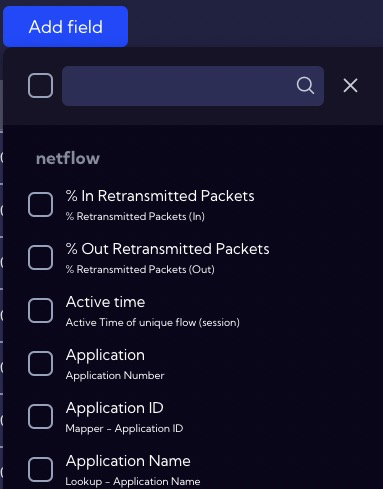 Add field
netflow
% In Retransmitted Packets
% Retransmitted Packets (In)
% Out Retransmitted Packets
% Retransmitted Packets (Out)
Active time
Active Time of unique flow (session)
Application
Application Number
Application ID
Mapper - Application ID
Application Name
Lookup - Application Name